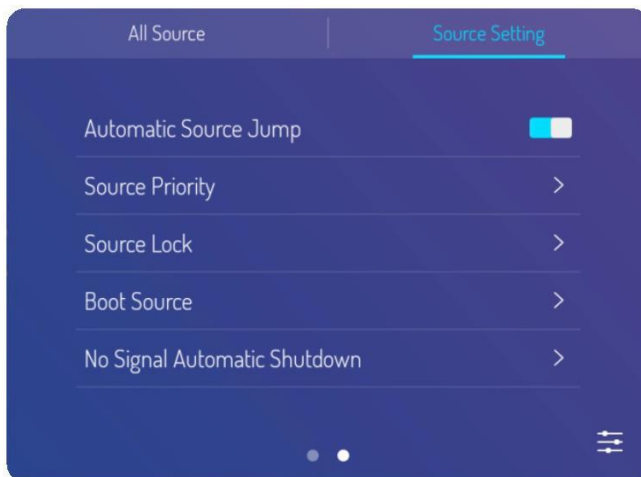 All Source
Source Setting
Automatic Source Jump
Source Priority
Source Lock
Boot Source
No Signal Automatic Shutdown